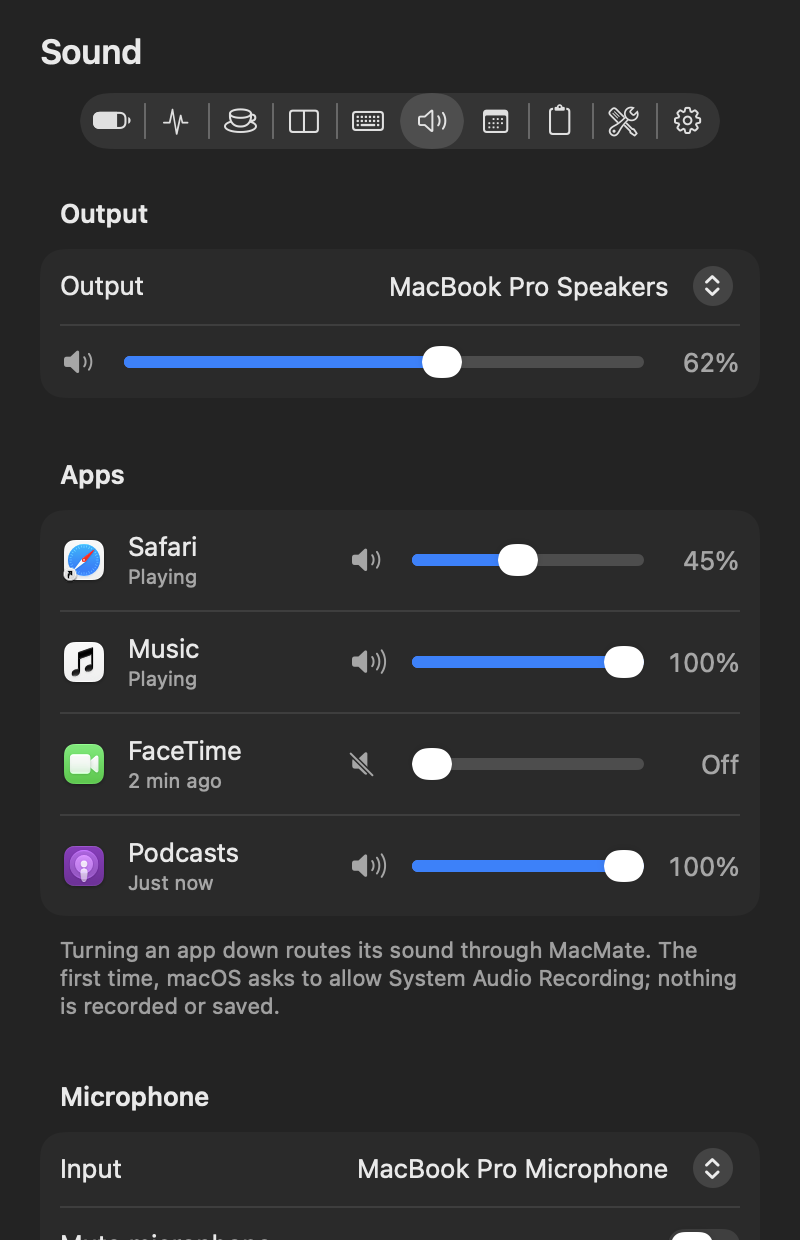 Sound
Output
Output MacBook Pro Speakers
62%
Apps
Safari
Playing
45%
Music
Playing
100%
FaceTime
2 min ago
Off
Podcasts
Just now
100%
Turning an app down routes its sound through MacMate. The
first time, macOS asks to allow System Audio Recording; nothing
is recorded or saved.
Microphone
Input MacBook Pro Microphone
Mute microphone